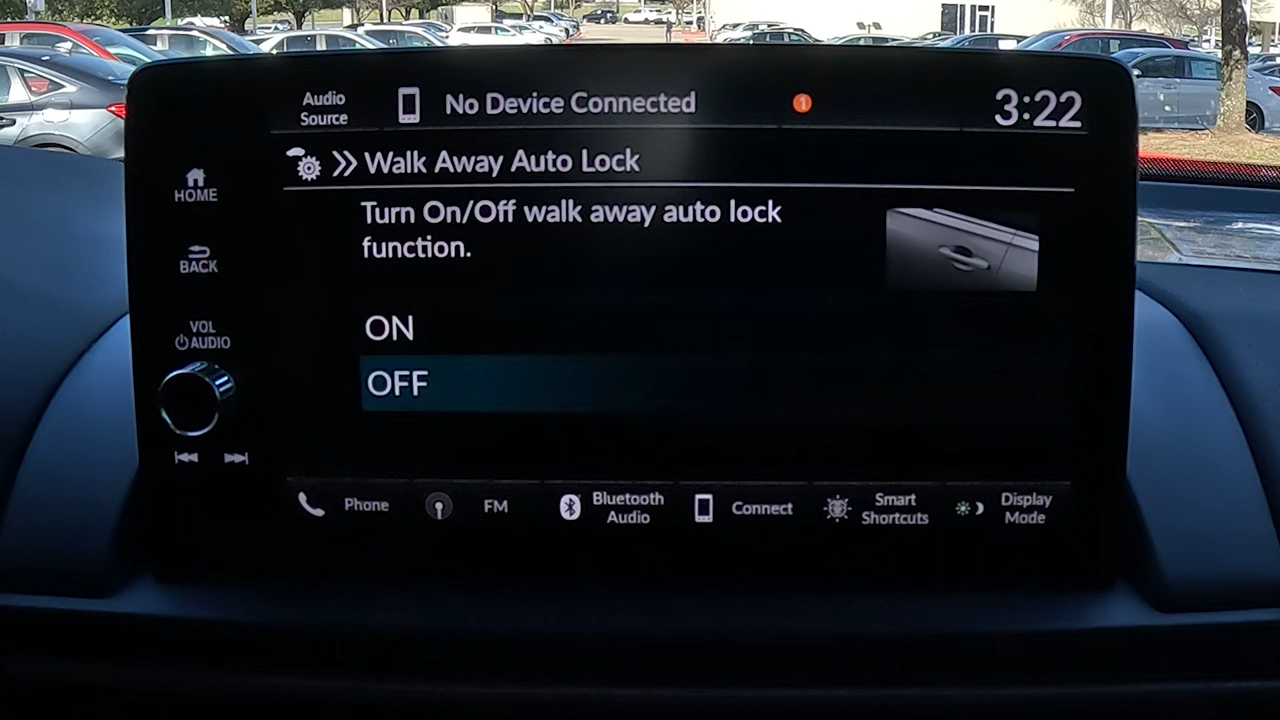 Audio
Source
No Device Connected
1
3:22
Walk Away Auto Lock
HOME
Turn On/Off walk away auto lock
function.
BACK
VOL
AUDIO
ON
OFF
Phone
FM
Bluetooth
Audio
Connect
Smart
Shortcuts
Display
Mode